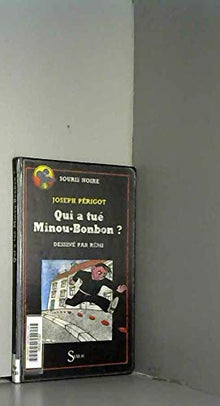 SOURIS NOIRE
JOSEPH PÉRIGOT
Qui a tué
Minou-Bonbon ?
DESSINÉ PAR RÉMI